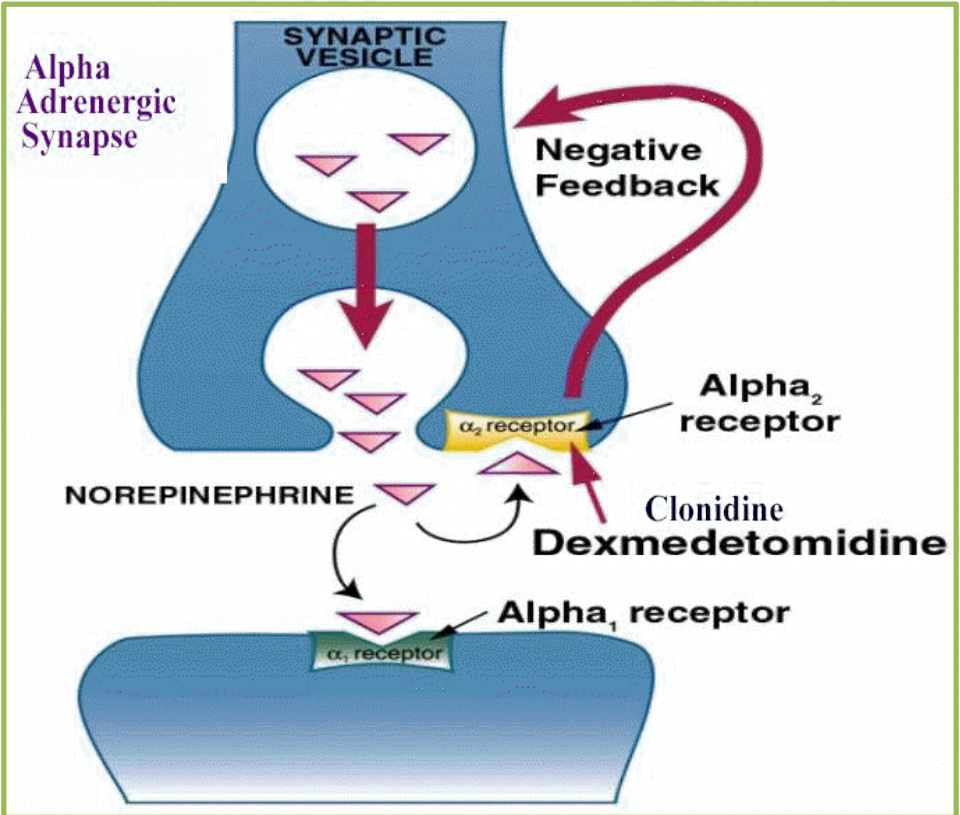 Alpha
Adrenergic
Synapse
SYNAPTIC
VESICLE
Negative
Feedback
Alpha₂
receptor
α₂ receptor
NOREPINEPHRINE
Clonidine
Dexmedetomidine
Alpha₁ receptor
α₁ receptor